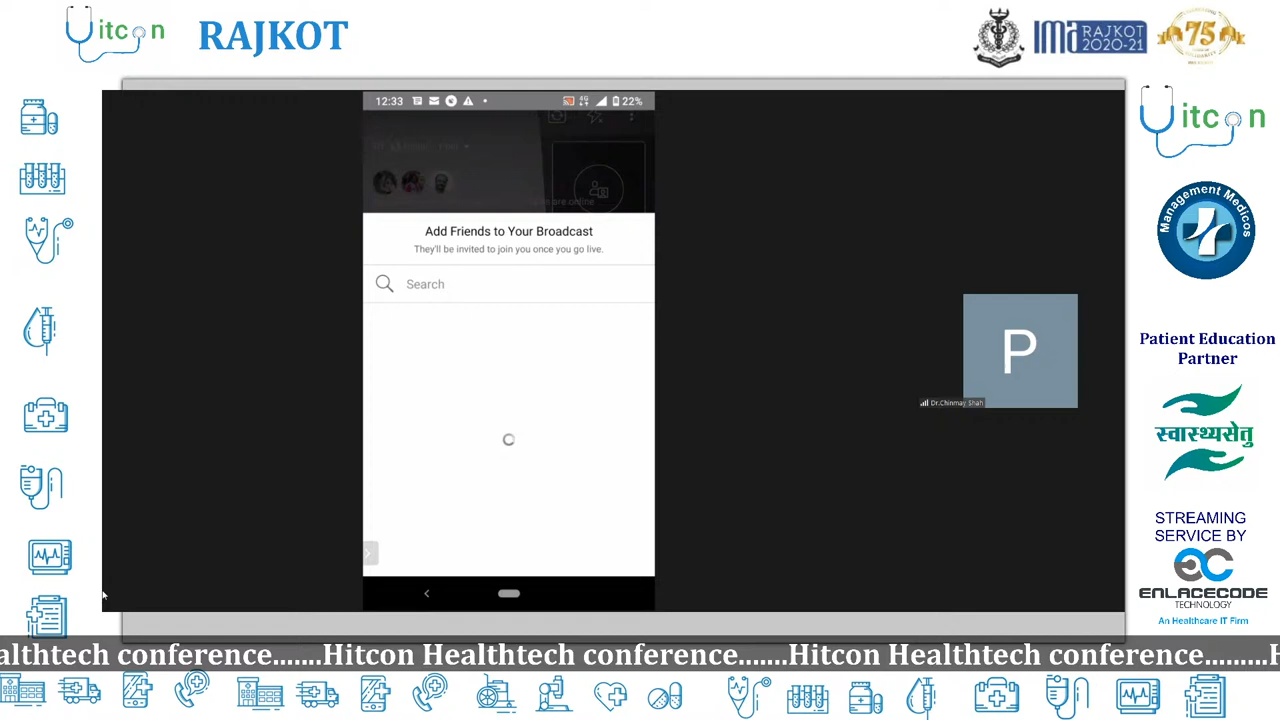 itcon
RAJKOT
IMA RAJKOT
2020-21
75
12:33
4G
22%
Add Friends to Your Broadcast
They'll be invited to join you once you go live.
Search
P
Dr.Chinmay Shah
itcon
Management Medicos
Patient Education
Partner
स्वास्थ्यसेतु
STREAMING
SERVICE BY
ENLACECODE
TECHNOLOGY
An Healthcare IT Firm
althtech conference.......Hitcon Healthtech conference.......Hitcon Healthtech conference.........H